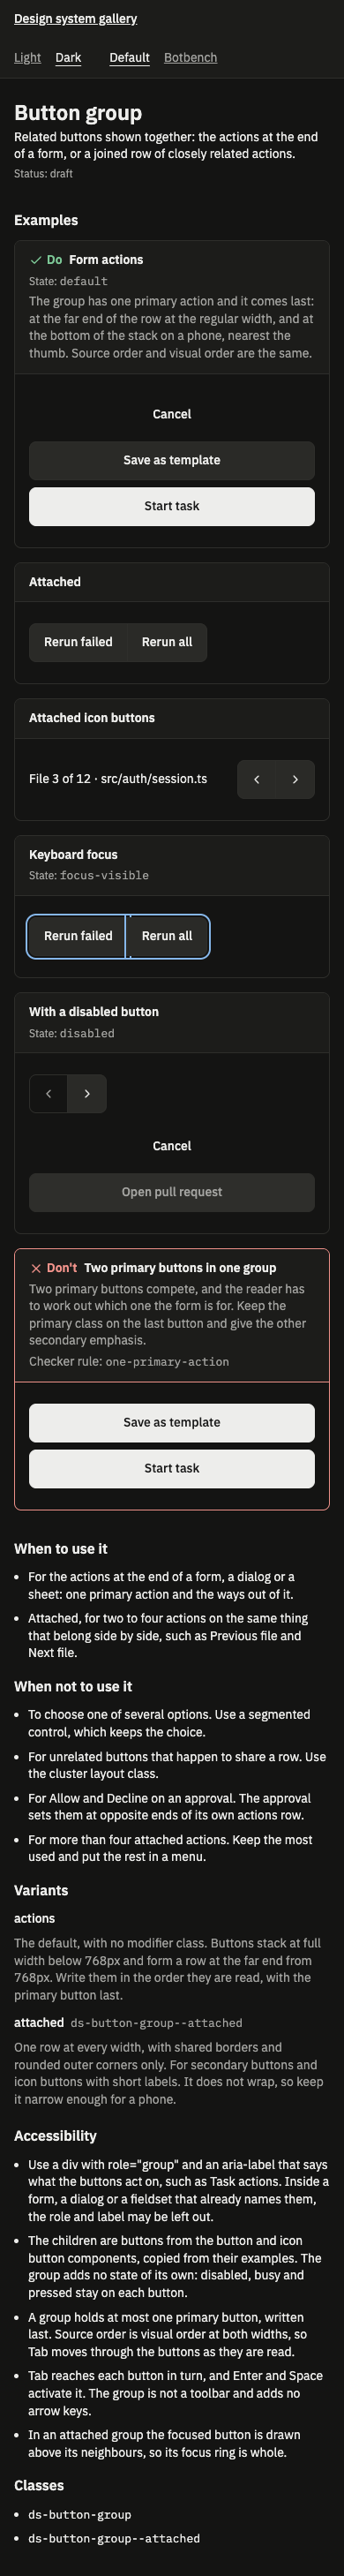 Design system gallery
Light Dark Default Botbench
Button group
Related buttons shown together: the actions at the end
of a form, or a joined row of closely related actions.
Status: draft
Examples
Do Form actions
State: default
The group has one primary action and it comes last:
at the far end of the row at the regular width, and at
the bottom of the stack on a phone, nearest the
thumb. Source order and visual order are the same.
Cancel
Save as template
Start task
Attached
Rerun failed Rerun all
Attached icon buttons
File 3 of 12 · src/auth/session.ts
Keyboard focus
State: focus-visible
Rerun failed Rerun all
With a disabled button
State: disabled
Cancel
Open pull request
Don't Two primary buttons in one group
Two primary buttons compete, and the reader has
to work out which one the form is for. Keep the
primary class on the last button and give the other
secondary emphasis.
Checker rule: one-primary-action
Save as template
Start task
When to use it
• For the actions at the end of a form, a dialog or a
sheet: one primary action and the ways out of it.
• Attached, for two to four actions on the same thing
that belong side by side, such as Previous file and
Next file.
When not to use it
• To choose one of several options. Use a segmented
control, which keeps the choice.
• For unrelated buttons that happen to share a row. Use
the cluster layout class.
• For Allow and Decline on an approval. The approval
sets them at opposite ends of its own actions row.
• For more than four attached actions. Keep the most
used and put the rest in a menu.
Variants
actions
The default, with no modifier class. Buttons stack at full
width below 768px and form a row at the far end from
768px. Write them in the order they are read, with the
primary button last.
attached ds-button-group--attached
One row at every width, with shared borders and
rounded outer corners only. For secondary buttons and
icon buttons with short labels. It does not wrap, so keep
it narrow enough for a phone.
Accessibility
• Use a div with role="group" and an aria-label that says
what the buttons act on, such as Task actions. Inside a
form, a dialog or a fieldset that already names them,
the role and label may be left out.
• The children are buttons from the button and icon
button components, copied from their examples. The
group adds no state of its own: disabled, busy and
pressed stay on each button.
• A group holds at most one primary button, written
last. Source order is visual order at both widths, so
Tab moves through the buttons as they are read.
• Tab reaches each button in turn, and Enter and Space
activate it. The group is not a toolbar and adds no
arrow keys.
• In an attached group the focused button is drawn
above its neighbours, so its focus ring is whole.
Classes
• ds-button-group
• ds-button-group--attached